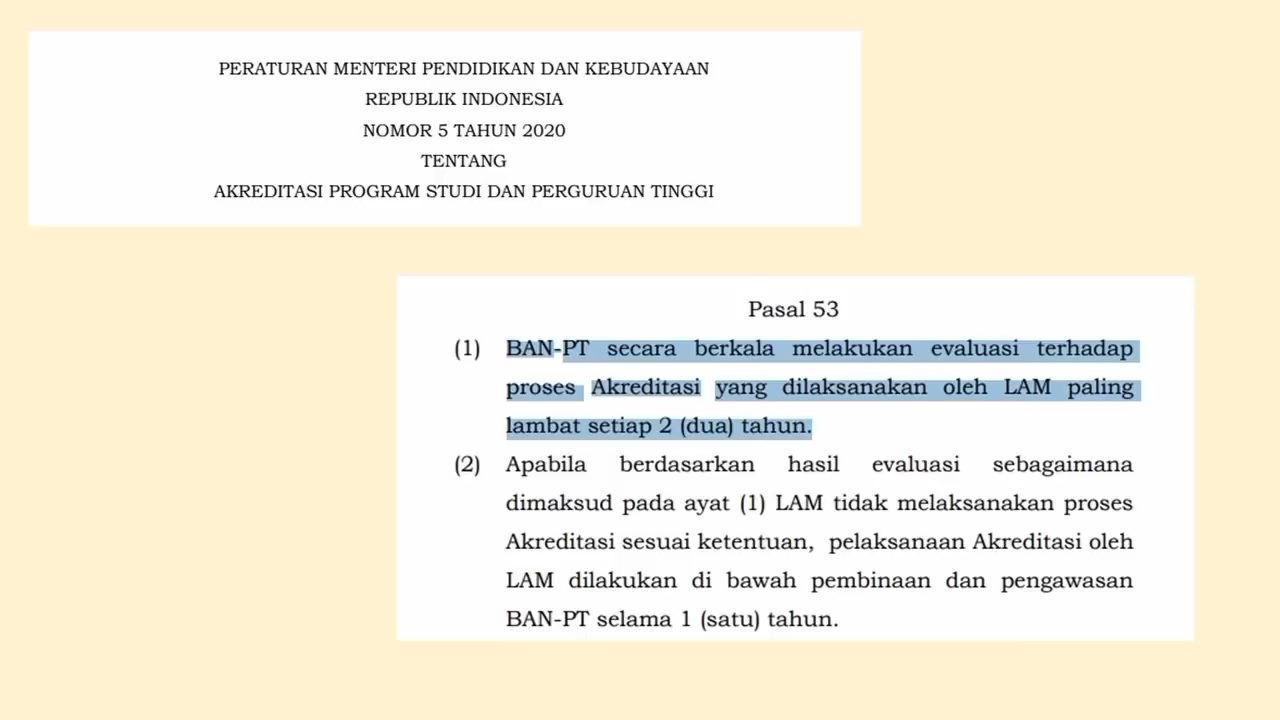 PERATURAN MENTERI PENDIDIKAN DAN KEBUDAYAAN
REPUBLIK INDONESIA
NOMOR 5 TAHUN 2020
TENTANG
AKREDITASI PROGRAM STUDI DAN PERGURUAN TINGGI
Pasal 53
(1) BAN-PT secara berkala melakukan evaluasi terhadap
proses Akreditasi yang dilaksanakan oleh LAM paling
lambat setiap 2 (dua) tahun.
(2) Apabila berdasarkan hasil evaluasi sebagaimana
dimaksud pada ayat (1) LAM tidak melaksanakan proses
Akreditasi sesuai ketentuan, pelaksanaan Akreditasi oleh
LAM dilakukan di bawah pembinaan dan pengawasan
BAN-PT selama 1 (satu) tahun.